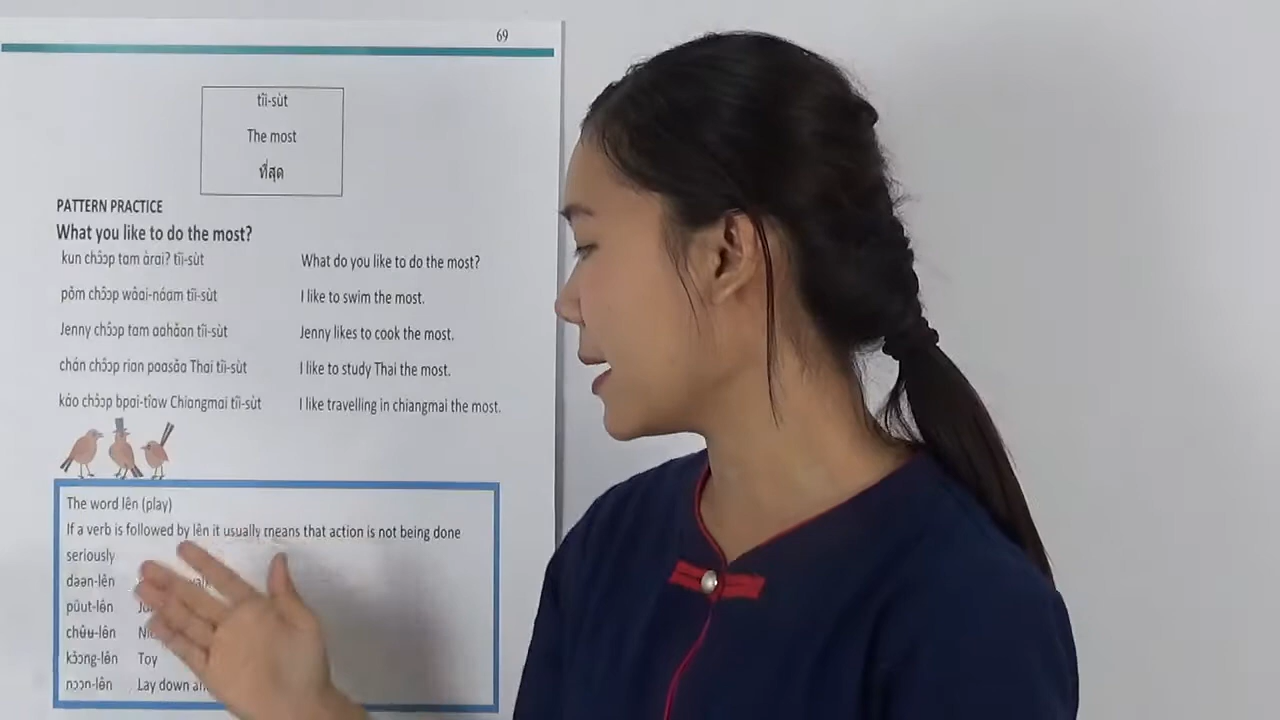 69
tîi-sùt
The most
ที่สุด
PATTERN PRACTICE
What you like to do the most?
kun chɔ̂ɔp tam àrai? tîi-sùt What do you like to do the most?
pǒm chɔ̂ɔp wâai-náam tîi-sùt I like to swim the most.
Jenny chɔ̂ɔp tam aahǎan tîi-sùt Jenny likes to cook the most.
chán chɔ̂ɔp rian paasǎa Thai tîi-sùt I like to study Thai the most.
káo chɔ̂ɔp bpai-tîaw Chiangmai tîi-sùt I like travelling in chiangmai the most.
The word lên (play)
If a verb is followed by lên it usually means that action is not being done
seriously
dəən-lên
pûut-lên
chʉ̂ʉ-lên
kɔ̌ɔng-lên Toy
nɔɔn-lên Lay down